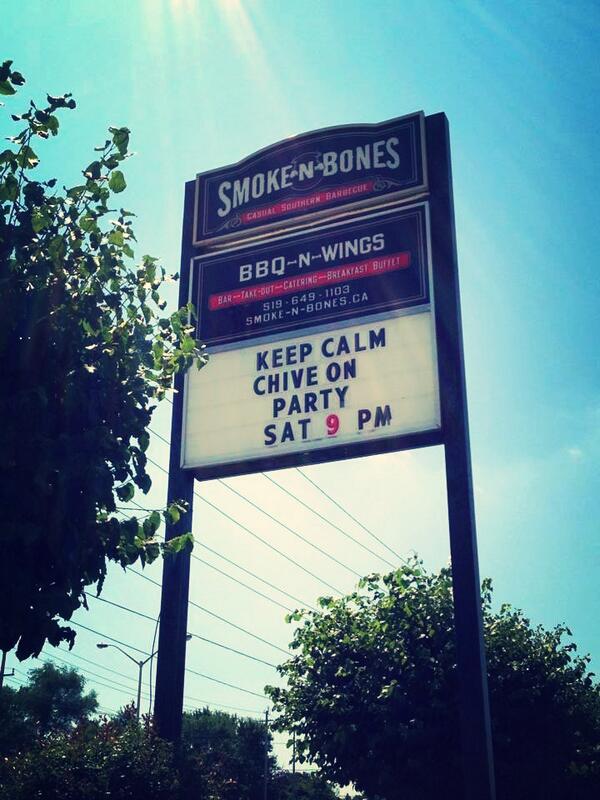 SMOKE-N-BONES
CASUAL SOUTHERN BARBECUE
BBQ-N-WINGS
BAR—TAKE-OUT—CATERING—BREAKFAST BUFFET
519-649-1103
SMOKE-N-BONES.CA
KEEP CALM
CHIVE ON
PARTY
SAT 9 PM